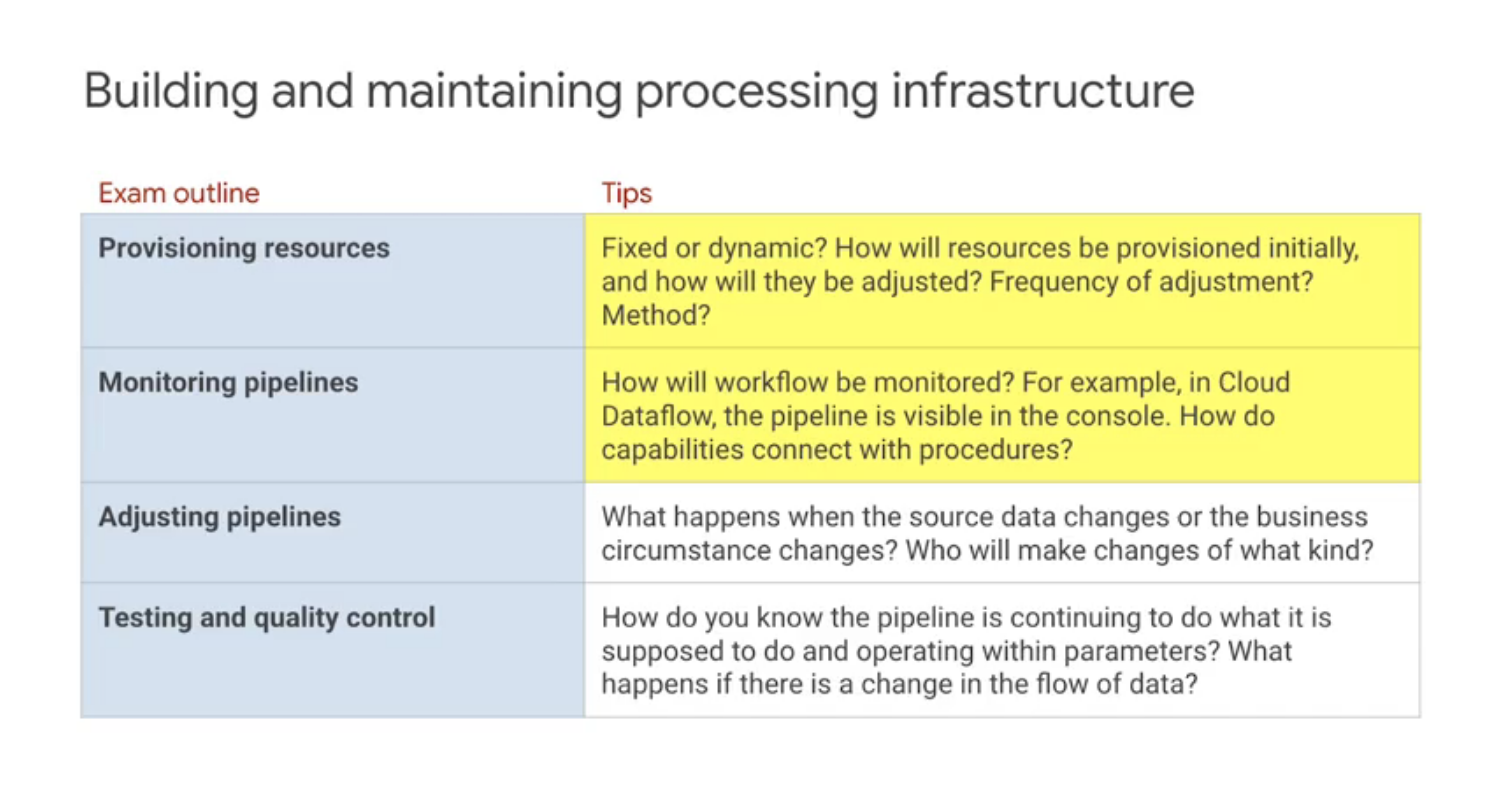 Building and maintaining processing infrastructure
Exam outline
Tips
Provisioning resources
Fixed or dynamic? How will resources be provisioned initially,
and how will they be adjusted? Frequency of adjustment?
Method?
Monitoring pipelines
How will workflow be monitored? For example, in Cloud
Dataflow, the pipeline is visible in the console. How do
capabilities connect with procedures?
Adjusting pipelines
What happens when the source data changes or the business
circumstance changes? Who will make changes of what kind?
Testing and quality control
How do you know the pipeline is continuing to do what it is
supposed to do and operating within parameters? What
happens if there is a change in the flow of data?